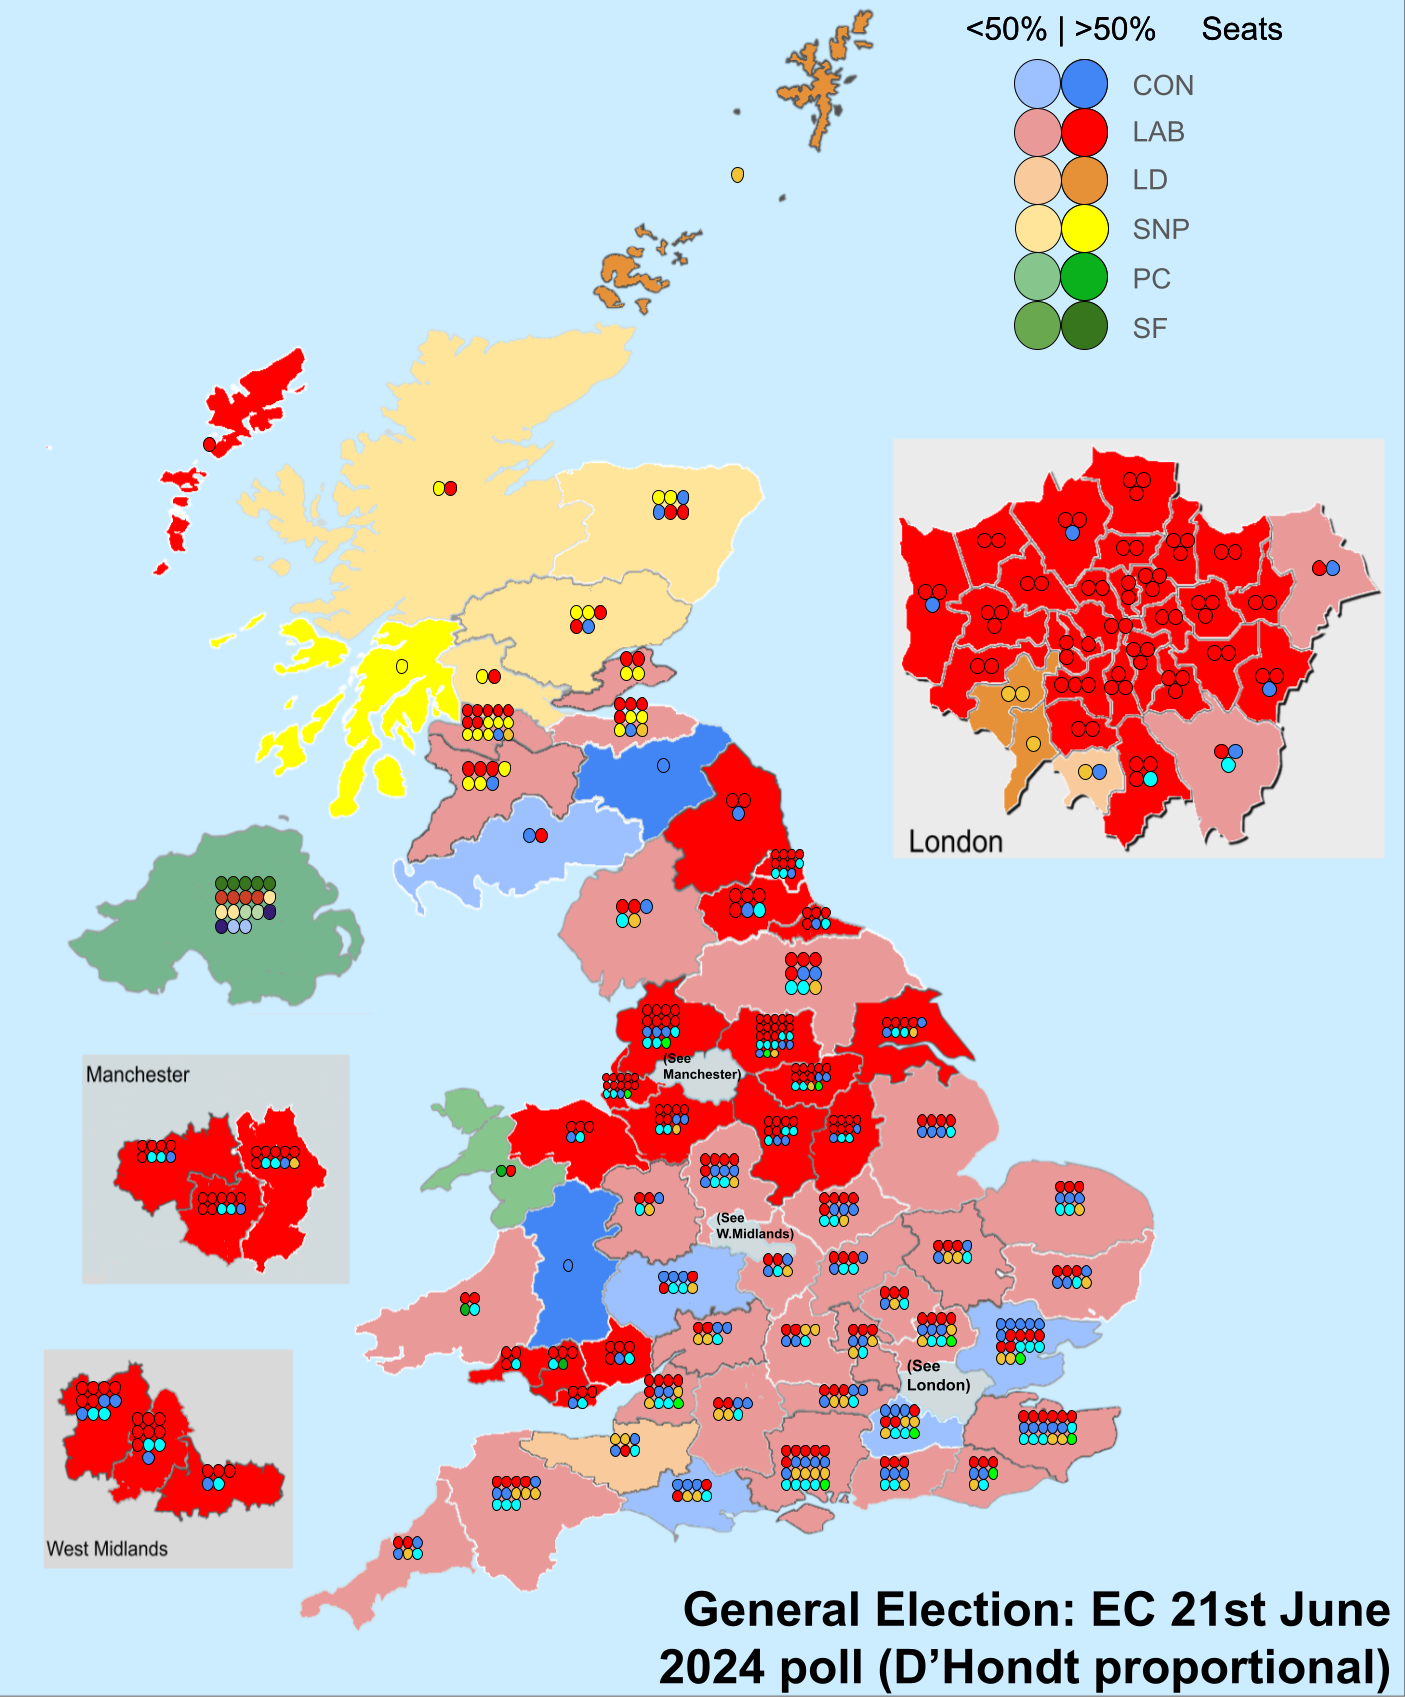 <50% | >50% Seats
CON
LAB
LD
SNP
PC
SF
London
(See
Manchester)
Manchester
(See
W.Midlands)
(See
London)
West Midlands
General Election: EC 21st June
2024 poll (D’Hondt proportional)